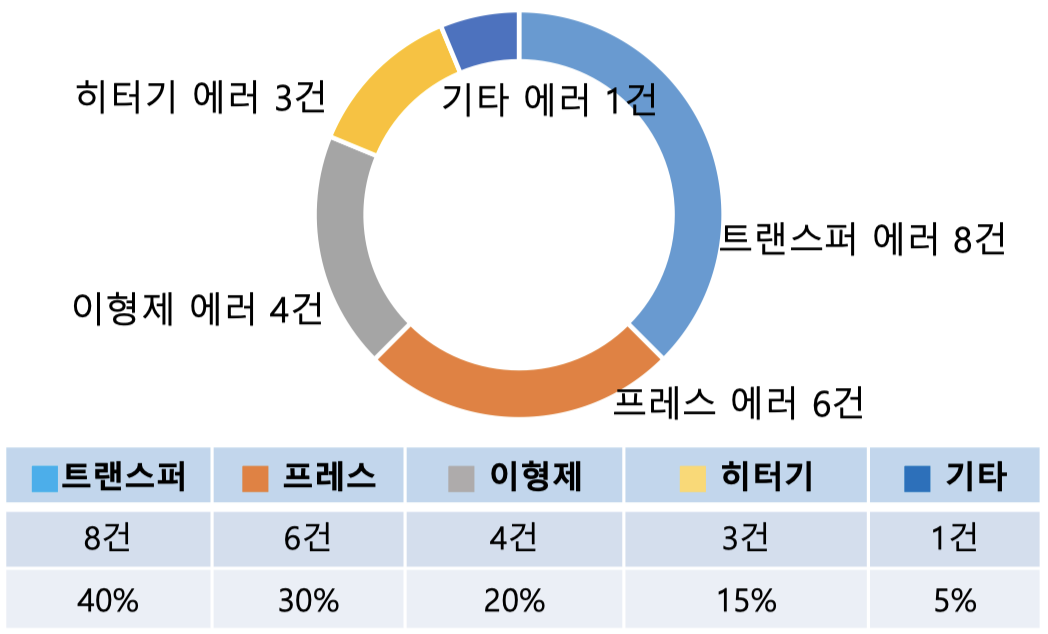 히터기 에러 3건
기타 에러 1건
트랜스퍼 에러 8건
이형제 에러 4건
프레스 에러 6건
트랜스퍼 프레스 이형제 히터기 기타
8건 6건 4건 3건 1건
40% 30% 20% 15% 5%